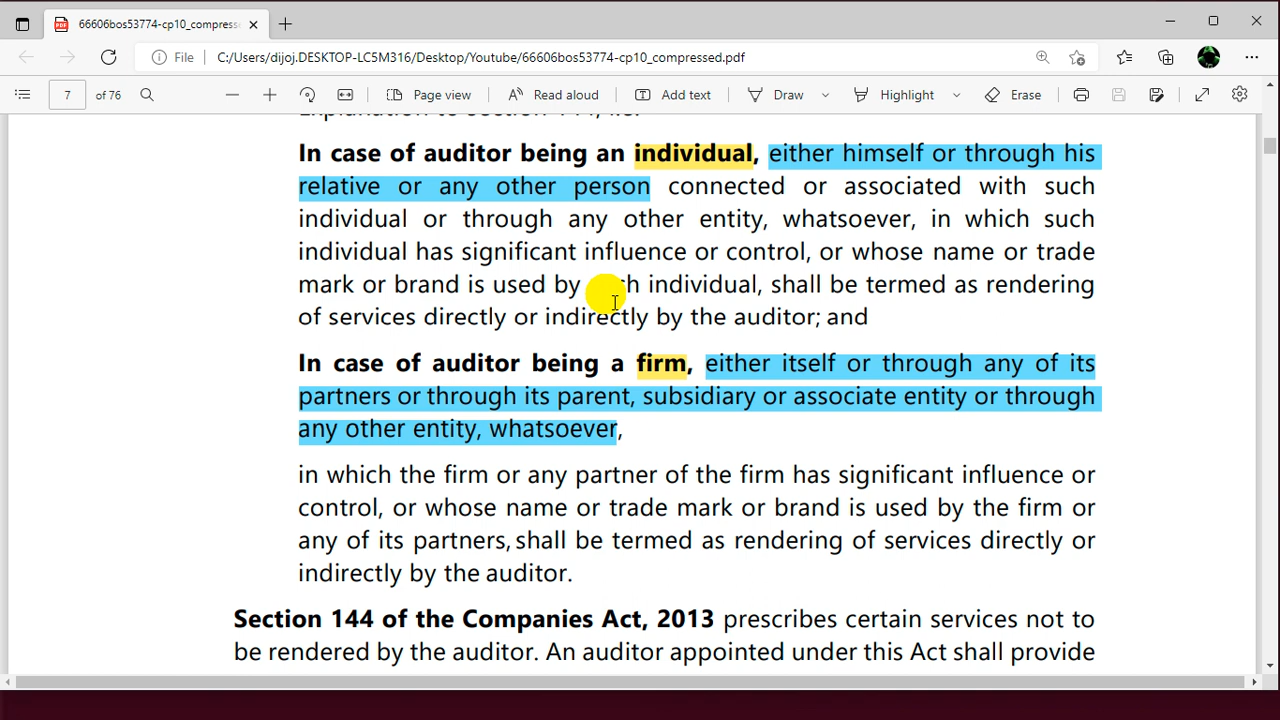 66606bos53774-cp10_compress
File C:/Users/dijoj.DESKTOP-LC5M316/Desktop/Youtube/66606bos53774-cp10_compressed.pdf
7 of 76 Page view Read aloud Add text Draw Highlight Erase
Explanation to section 144, i.e.
In case of auditor being an individual, either himself or through his
relative or any other person connected or associated with such
individual or through any other entity, whatsoever, in which such
individual has significant influence or control, or whose name or trade
mark or brand is used by such individual, shall be termed as rendering
of services directly or indirectly by the auditor; and
In case of auditor being a firm, either itself or through any of its
partners or through its parent, subsidiary or associate entity or through
any other entity, whatsoever,
in which the firm or any partner of the firm has significant influence or
control, or whose name or trade mark or brand is used by the firm or
any of its partners, shall be termed as rendering of services directly or
indirectly by the auditor.
Section 144 of the Companies Act, 2013 prescribes certain services not to
be rendered by the auditor. An auditor appointed under this Act shall provide